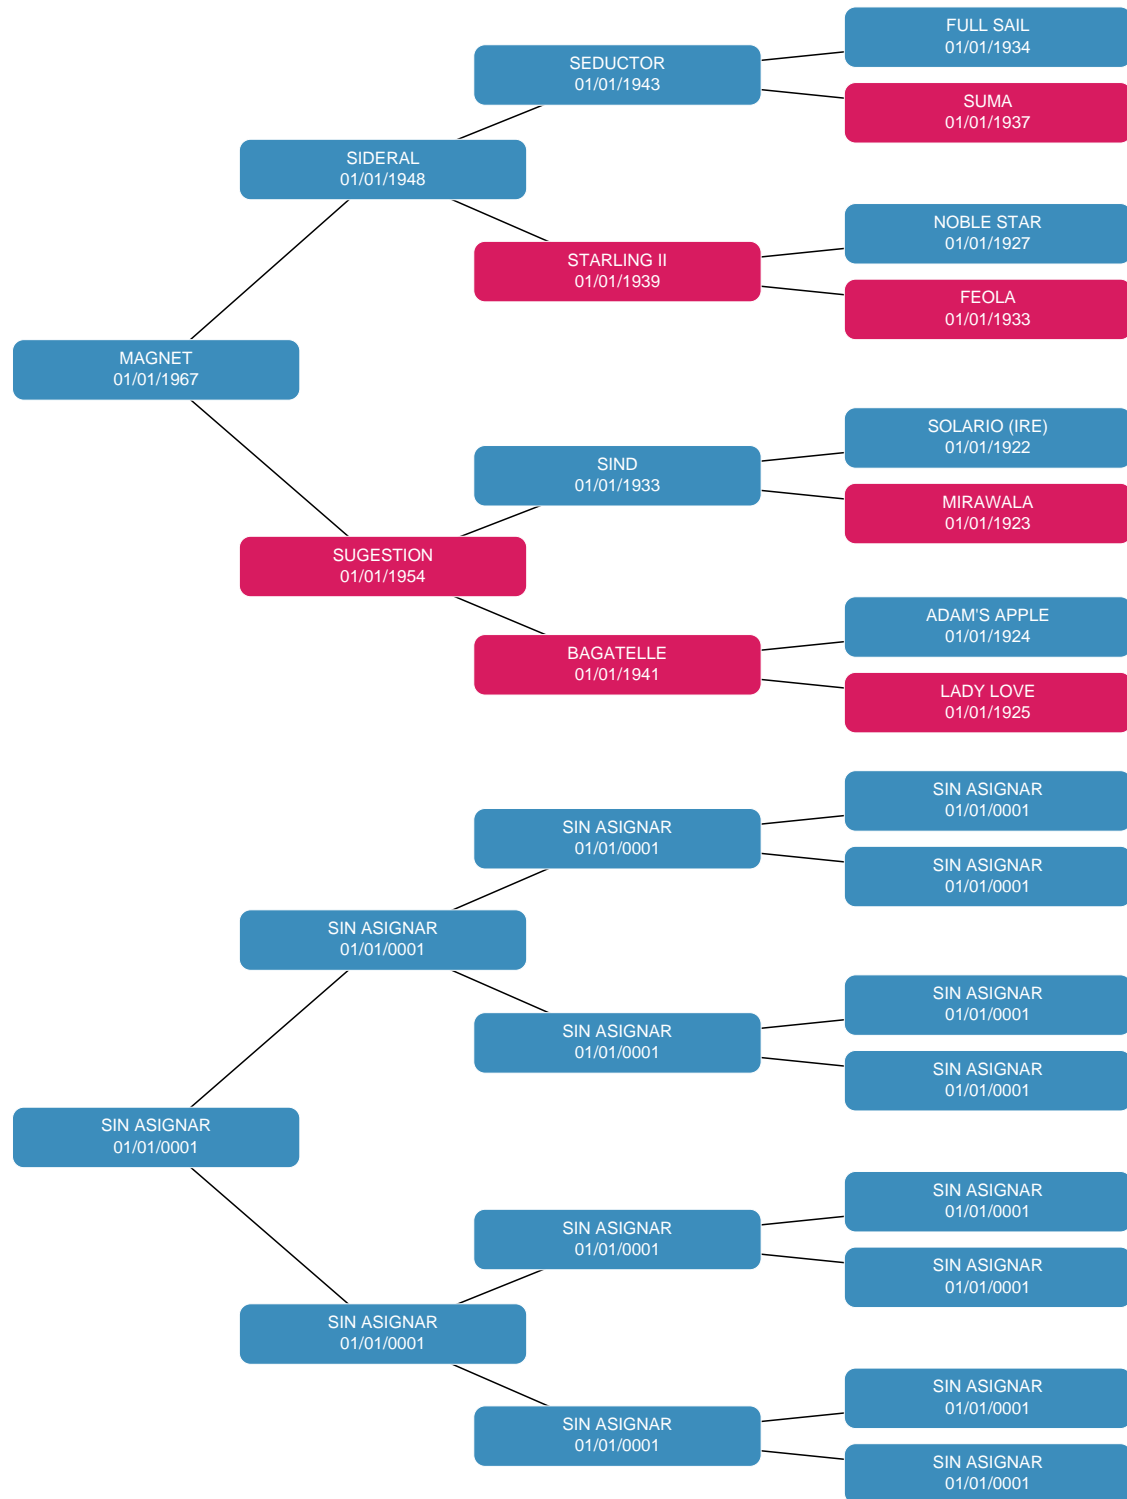 FULL SAIL
01/01/1934
SEDUCTOR
01/01/1943
SUMA
01/01/1937
SIDERAL
01/01/1948
NOBLE STAR
01/01/1927
STARLING II
01/01/1939
FEOLA
01/01/1933
MAGNET
01/01/1967
SOLARIO (IRE)
01/01/1922
SIND
01/01/1933
MIRAWALA
01/01/1923
SUGESTION
01/01/1954
ADAM'S APPLE
01/01/1924
BAGATELLE
01/01/1941
LADY LOVE
01/01/1925
SIN ASIGNAR
01/01/0001
SIN ASIGNAR
01/01/0001
SIN ASIGNAR
01/01/0001
SIN ASIGNAR
01/01/0001
SIN ASIGNAR
01/01/0001
SIN ASIGNAR
01/01/0001
SIN ASIGNAR
01/01/0001
SIN ASIGNAR
01/01/0001
SIN ASIGNAR
01/01/0001
SIN ASIGNAR
01/01/0001
SIN ASIGNAR
01/01/0001
SIN ASIGNAR
01/01/0001
SIN ASIGNAR
01/01/0001
SIN ASIGNAR
01/01/0001
SIN ASIGNAR
01/01/0001